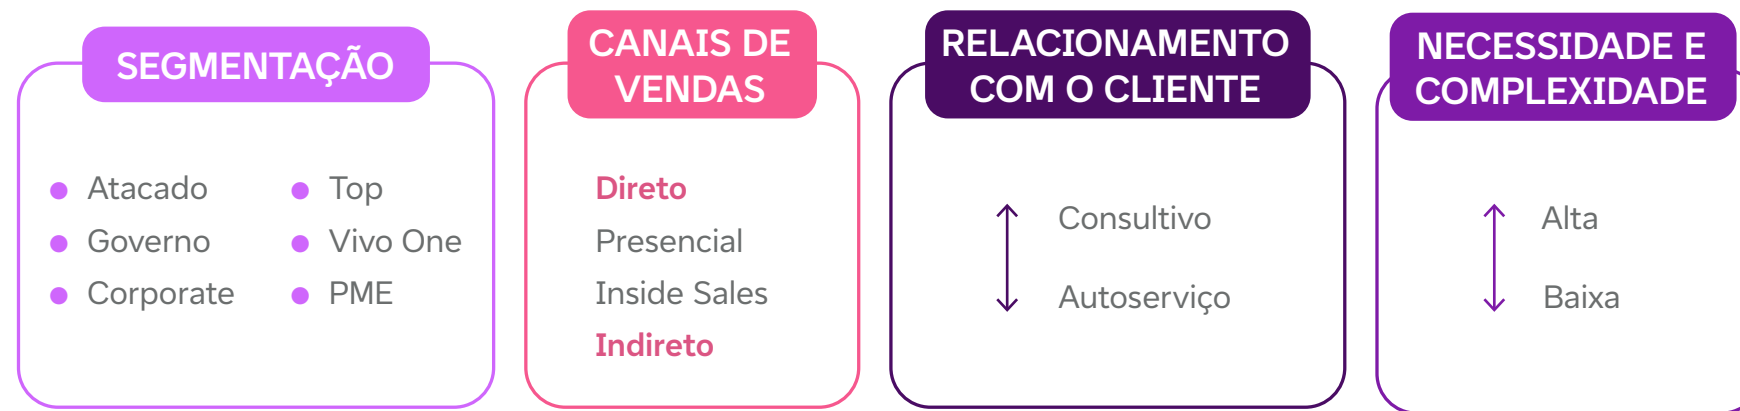 SEGMENTAÇÃO
Atacado
Governo
Corporate
Top
Vivo One
PME
CANAIS DE
VENDAS
Direto
Presencial
Inside Sales
Indireto
RELACIONAMENTO
COM O CLIENTE
Consultivo
Autoserviço
NECESSIDADE E
COMPLEXIDADE
Alta
Baixa